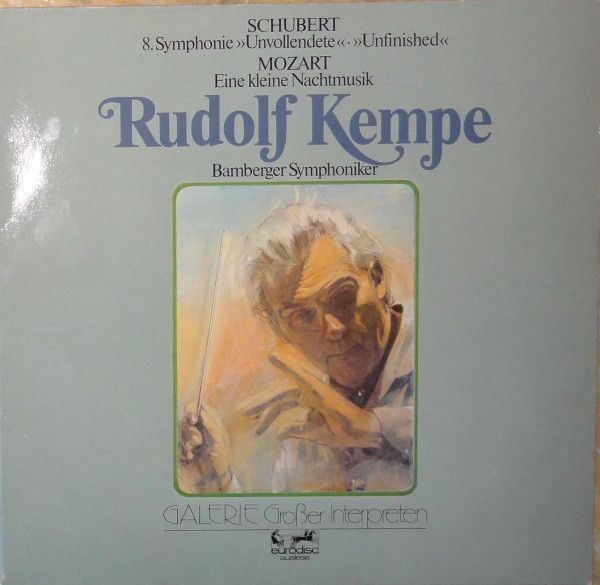 SCHUBERT
8. Symphonie »Unvollendete« · »Unfinished«
MOZART
Eine kleine Nachtmusik
Rudolf Kempe
Bamberger Symphoniker
GALERIE Großer Interpreten
eurodisc
auslese